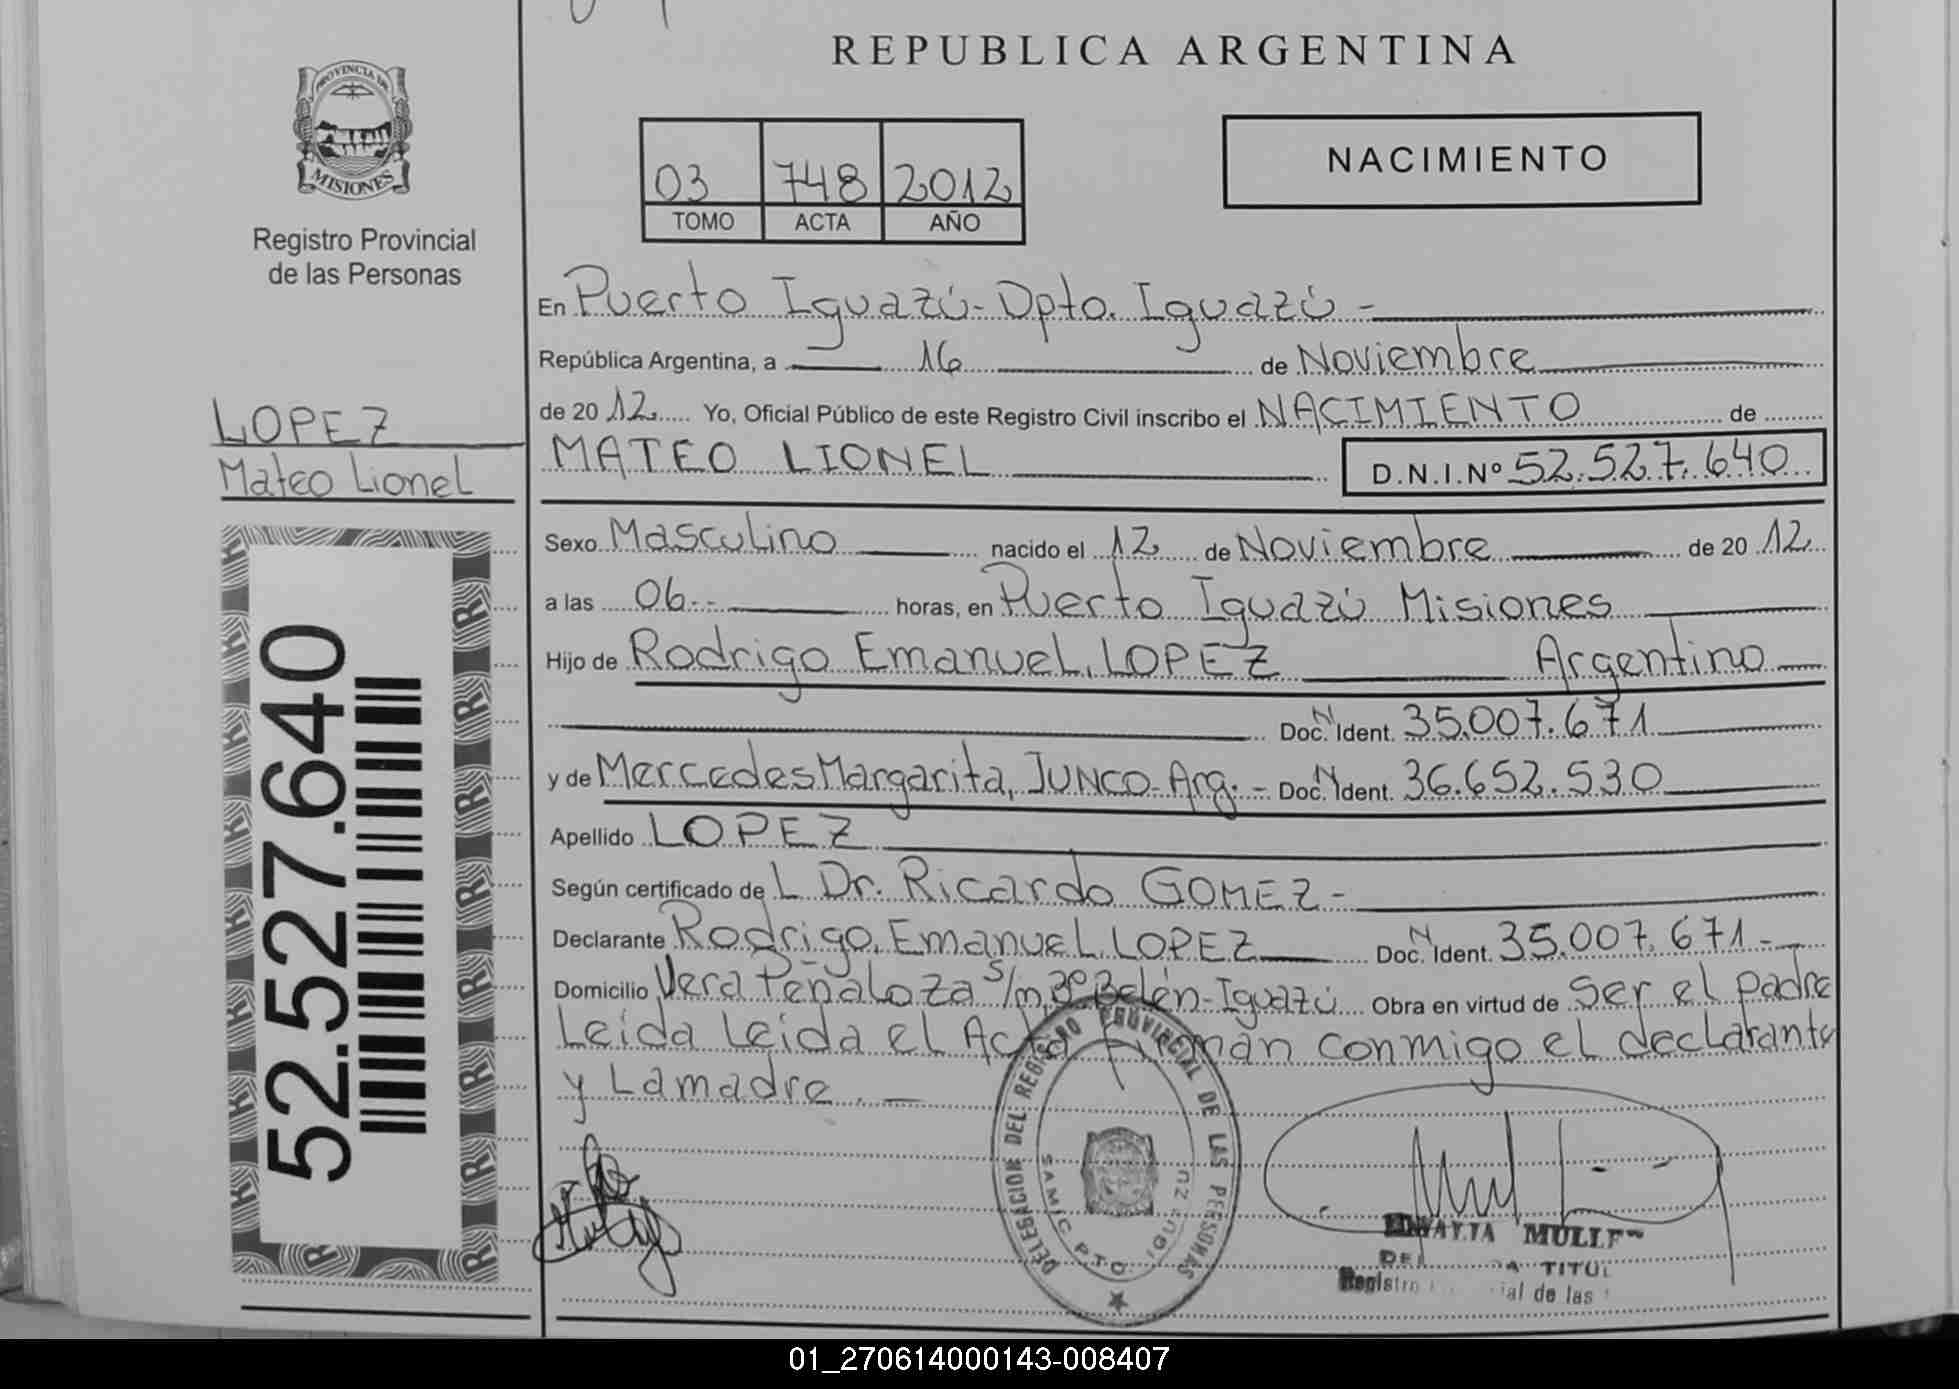 REPUBLICA ARGENTINA
PROVINCIA DE
MISIONES
Registro Provincial
de las Personas
03 748 2012
TOMO ACTA AÑO
NACIMIENTO
En Puerto Iguazú - Dpto. Iguazú -
República Argentina, a 16 de Noviembre
de 2012 Yo, Oficial Público de este Registro Civil inscribo el NACIMIENTO de
MATEO LIONEL D.N.I.Nº 52.527.640
LOPEZ
Mateo Lionel
52.527.640
Sexo Masculino nacido el 12 de Noviembre de 2012
a las 06.- horas, en Puerto Iguazú Misiones
Hijo de Rodrigo Emanuel, LOPEZ Argentino
Doc. N Ident. 35.007.671
y de Mercedes Margarita, JUNCO - Arg. - Doc. N Ident. 36.652.530
Apellido LOPEZ
Según certificado de L Dr. Ricardo GOMEZ -
Declarante Rodrigo, Emanuel, LOPEZ Doc. N Ident. 35.007.671 -
Domicilio Vera Peñaloza s/n, Bº Belén - Iguazú Obra en virtud de Ser el padre
Leida Leida el Acta Firman conmigo el declarante
y La madre. -
DELEGACION DEL REGISTRO PROVINCIAL DE LAS PERSONAS
SAMIC PTO. IGUAZU
01_270614000143-008407